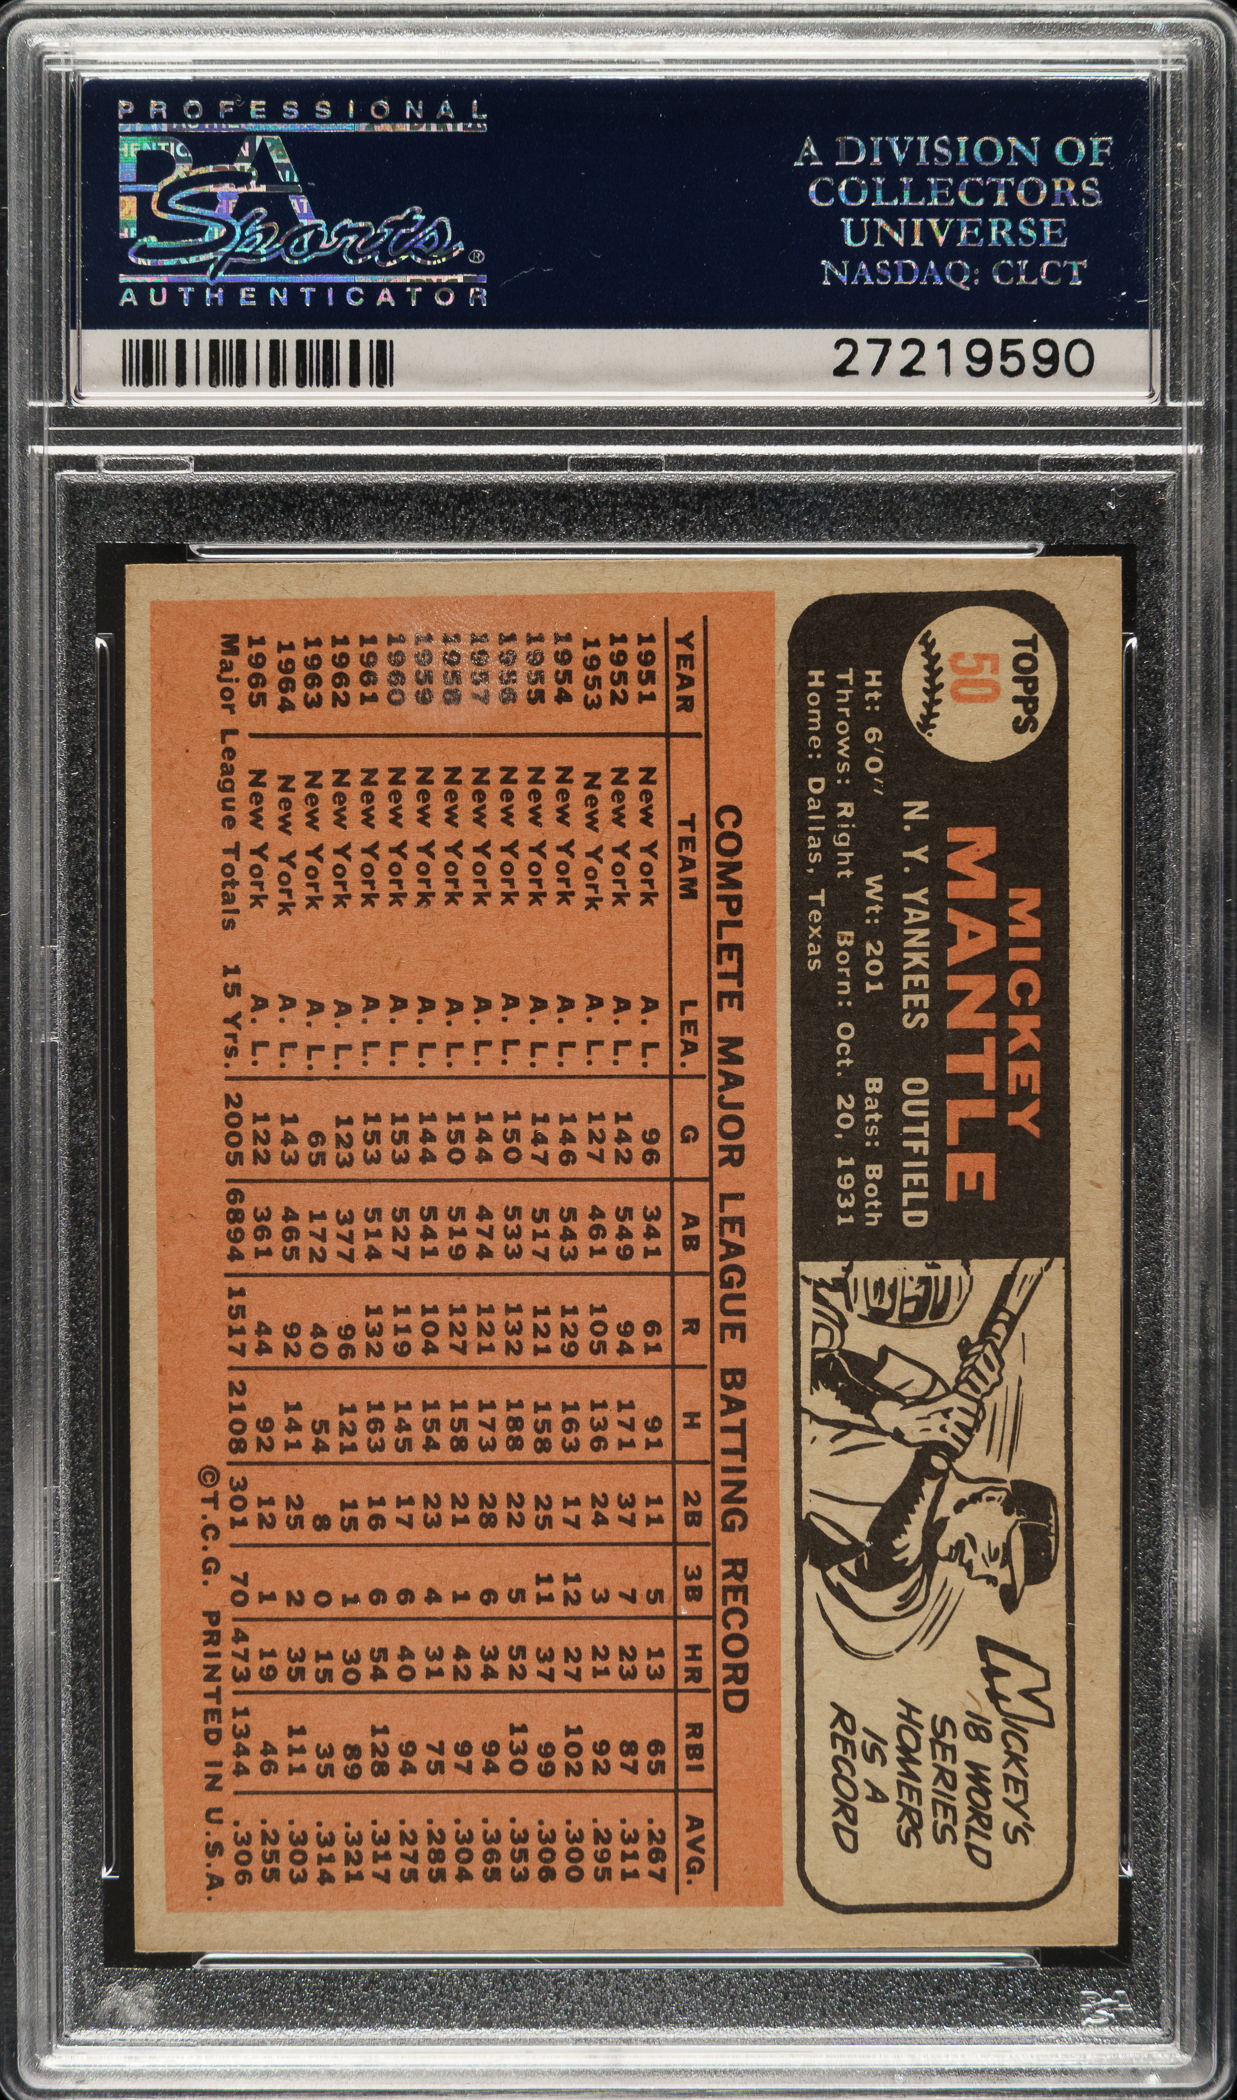 PROFESSIONAL
PSA
Sports®
AUTHENTICATOR
A DIVISION OF
COLLECTORS
UNIVERSE
NASDAQ: CLCT
27219590
TOPPS
50
MICKEY
MANTLE
N. Y. YANKEES OUTFIELD
Ht: 6'0" Wt: 201 Bats: Both
Throws: Right Born: Oct. 20, 1931
Home: Dallas, Texas
MICKEY'S
18 WORLD
SERIES
HOMERS
IS A
RECORD
COMPLETE MAJOR LEAGUE BATTING RECORD
YEAR TEAM LEA. G AB R H 2B 3B HR RBI AVG.
1951 New York A. L. 96 341 61 91 11 5 13 65 .267
1952 New York A. L. 142 549 94 171 37 7 23 87 .311
1953 New York A. L. 127 461 105 136 24 3 21 92 .295
1954 New York A. L. 146 543 129 163 17 12 27 102 .300
1955 New York A. L. 147 517 121 158 25 11 37 99 .306
1956 New York A. L. 150 533 132 188 22 5 52 130 .353
1957 New York A. L. 144 474 121 173 28 6 34 94 .365
1958 New York A. L. 150 519 127 158 21 1 42 97 .304
1959 New York A. L. 144 541 104 154 23 4 31 75 .285
1960 New York A. L. 153 527 119 145 17 6 40 94 .275
1961 New York A. L. 153 514 132 163 16 6 54 128 .317
1962 New York A. L. 123 377 96 121 15 1 30 89 .321
1963 New York A. L. 65 172 40 54 8 0 15 35 .314
1964 New York A. L. 143 465 92 141 25 2 35 111 .303
1965 New York A. L. 122 361 44 92 12 1 19 46 .255
Major League Totals 15 Yrs. 2005 6894 1517 2108 301 70 473 1344 .306
©T.C.G. PRINTED IN U.S.A.